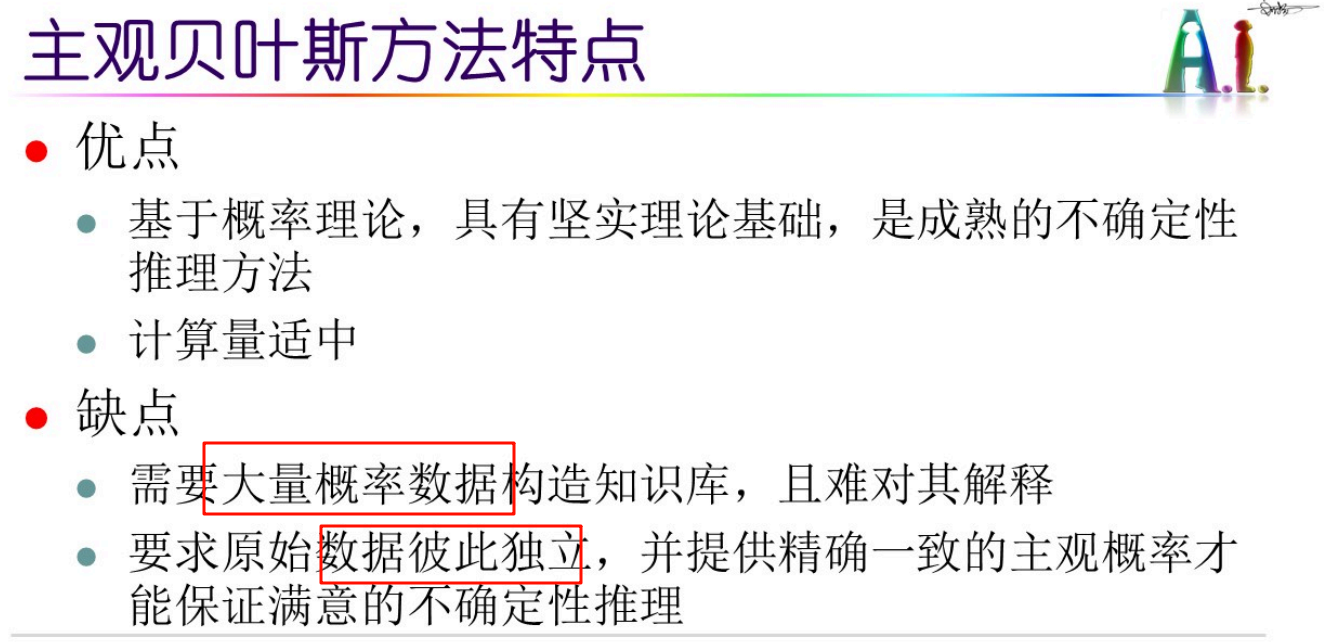 主观贝叶斯方法特点
A.I.
优点
基于概率理论，具有坚实理论基础，是成熟的不确定性
推理方法
计算量适中
缺点
需要大量概率数据构造知识库，且难对其解释
要求原始数据彼此独立，并提供精确一致的主观概率才
能保证满意的不确定性推理